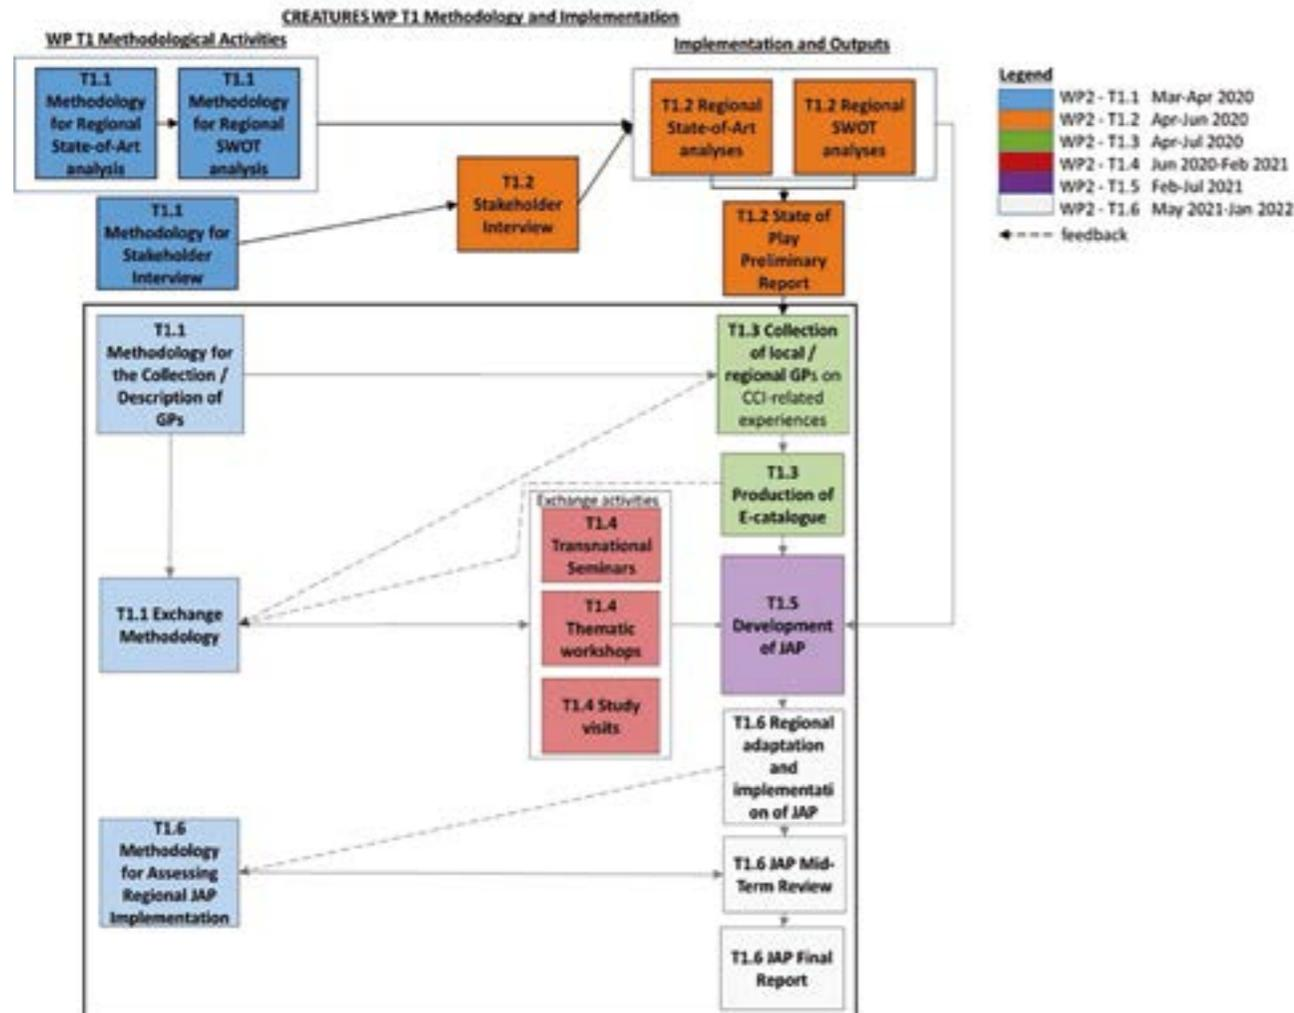 CREATURES WP T1 Methodology and Implementation
WP T1 Methodological Activities
Implementation and Outputs
T1.1
Methodology
for Regional
State-of-Art
analysis
T1.1
Methodology
for Regional
SWOT
analysis
T1.2 Regional
State-of-Art
analyses
T1.2 Regional
SWOT
analyses
Legend
WP2 - T1.1 Mar-Apr 2020
WP2 - T1.2 Apr-Jun 2020
WP2 - T1.3 Apr-Jul 2020
WP2 - T1.4 Jun 2020-Feb 2021
WP2 - T1.5 Feb-Jul 2021
WP2 - T1.6 May 2021-Jan 2022
feedback
T1.2
Stakeholder
Interview
T1.1
Methodology for
Stakeholder
Interview
T1.2 State of
Play
Preliminary
Report
T1.1
Methodology for
the Collection /
Description of
GPs
T1.3 Collection
of local /
regional GPs on
CCI-related
experiences
T1.3
Production of
E-catalogue
Exchange activities
T1.4
Transnational
Seminars
T1.1 Exchange
Methodology
T1.4
Thematic
workshops
T1.5
Development
of JAP
T1.4 Study
visits
T1.6 Regional
adaptation
and
implementati
on of JAP
T1.6
Methodology
for Assessing
Regional JAP
Implementation
T1.6 JAP Mid-
Term Review
T1.6 JAP Final
Report